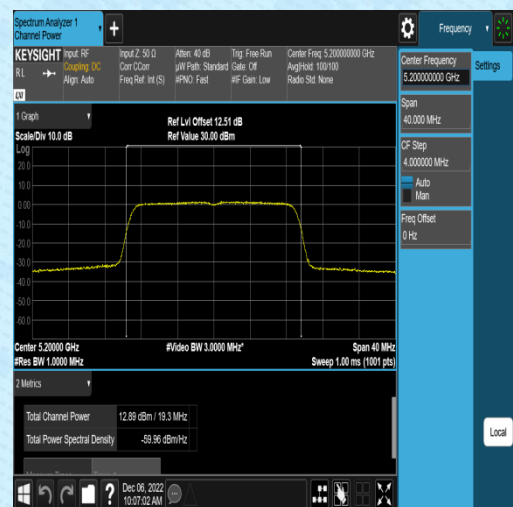 Spectrum Analyzer 1
Channel Power
+
Frequency
KEYSIGHT
Input: RF
Coupling: DC
Align: Auto
Input Z: 50 Ω
Corr CCorr
Freq Ref: Int (S)
Atten: 40 dB
µW Path: Standard
#PNO: Fast
Trig: Free Run
Gate: Off
#IF Gain: Low
Center Freq: 5.200000000 GHz
Avg|Hold: 100/100
Radio Std: None
RL
LXI
Center Frequency
5.200000000 GHz
Settings
Span
40.000 MHz
CF Step
4.000000 MHz
Auto
Man
Freq Offset
0 Hz
1 Graph
Scale/Div 10.0 dB
Ref Lvl Offset 12.51 dB
Ref Value 30.00 dBm
Log
20.0
10.0
0.00
-10.0
-20.0
-30.0
-40.0
-50.0
-60.0
Center 5.20000 GHz
#Video BW 3.0000 MHz*
Span 40 MHz
#Res BW 1.0000 MHz
Sweep 1.00 ms (1001 pts)
2 Metrics
Total Channel Power 12.89 dBm / 19.3 MHz
Total Power Spectral Density -59.96 dBm/Hz
Local
?
Dec 06, 2022
10:07:02 AM